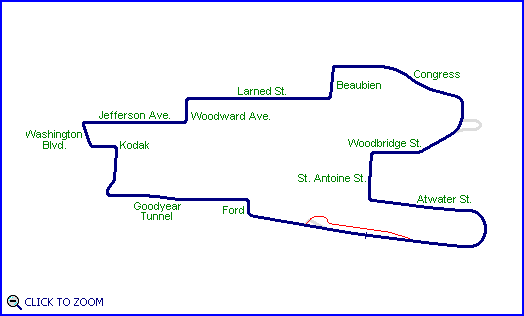 Congress
Beaubien
Larned St.
Jefferson Ave.
Woodward Ave.
Washington
Blvd.
Kodak
Woodbridge St.
St. Antoine St.
Atwater St.
Goodyear
Tunnel
Ford
CLICK TO ZOOM